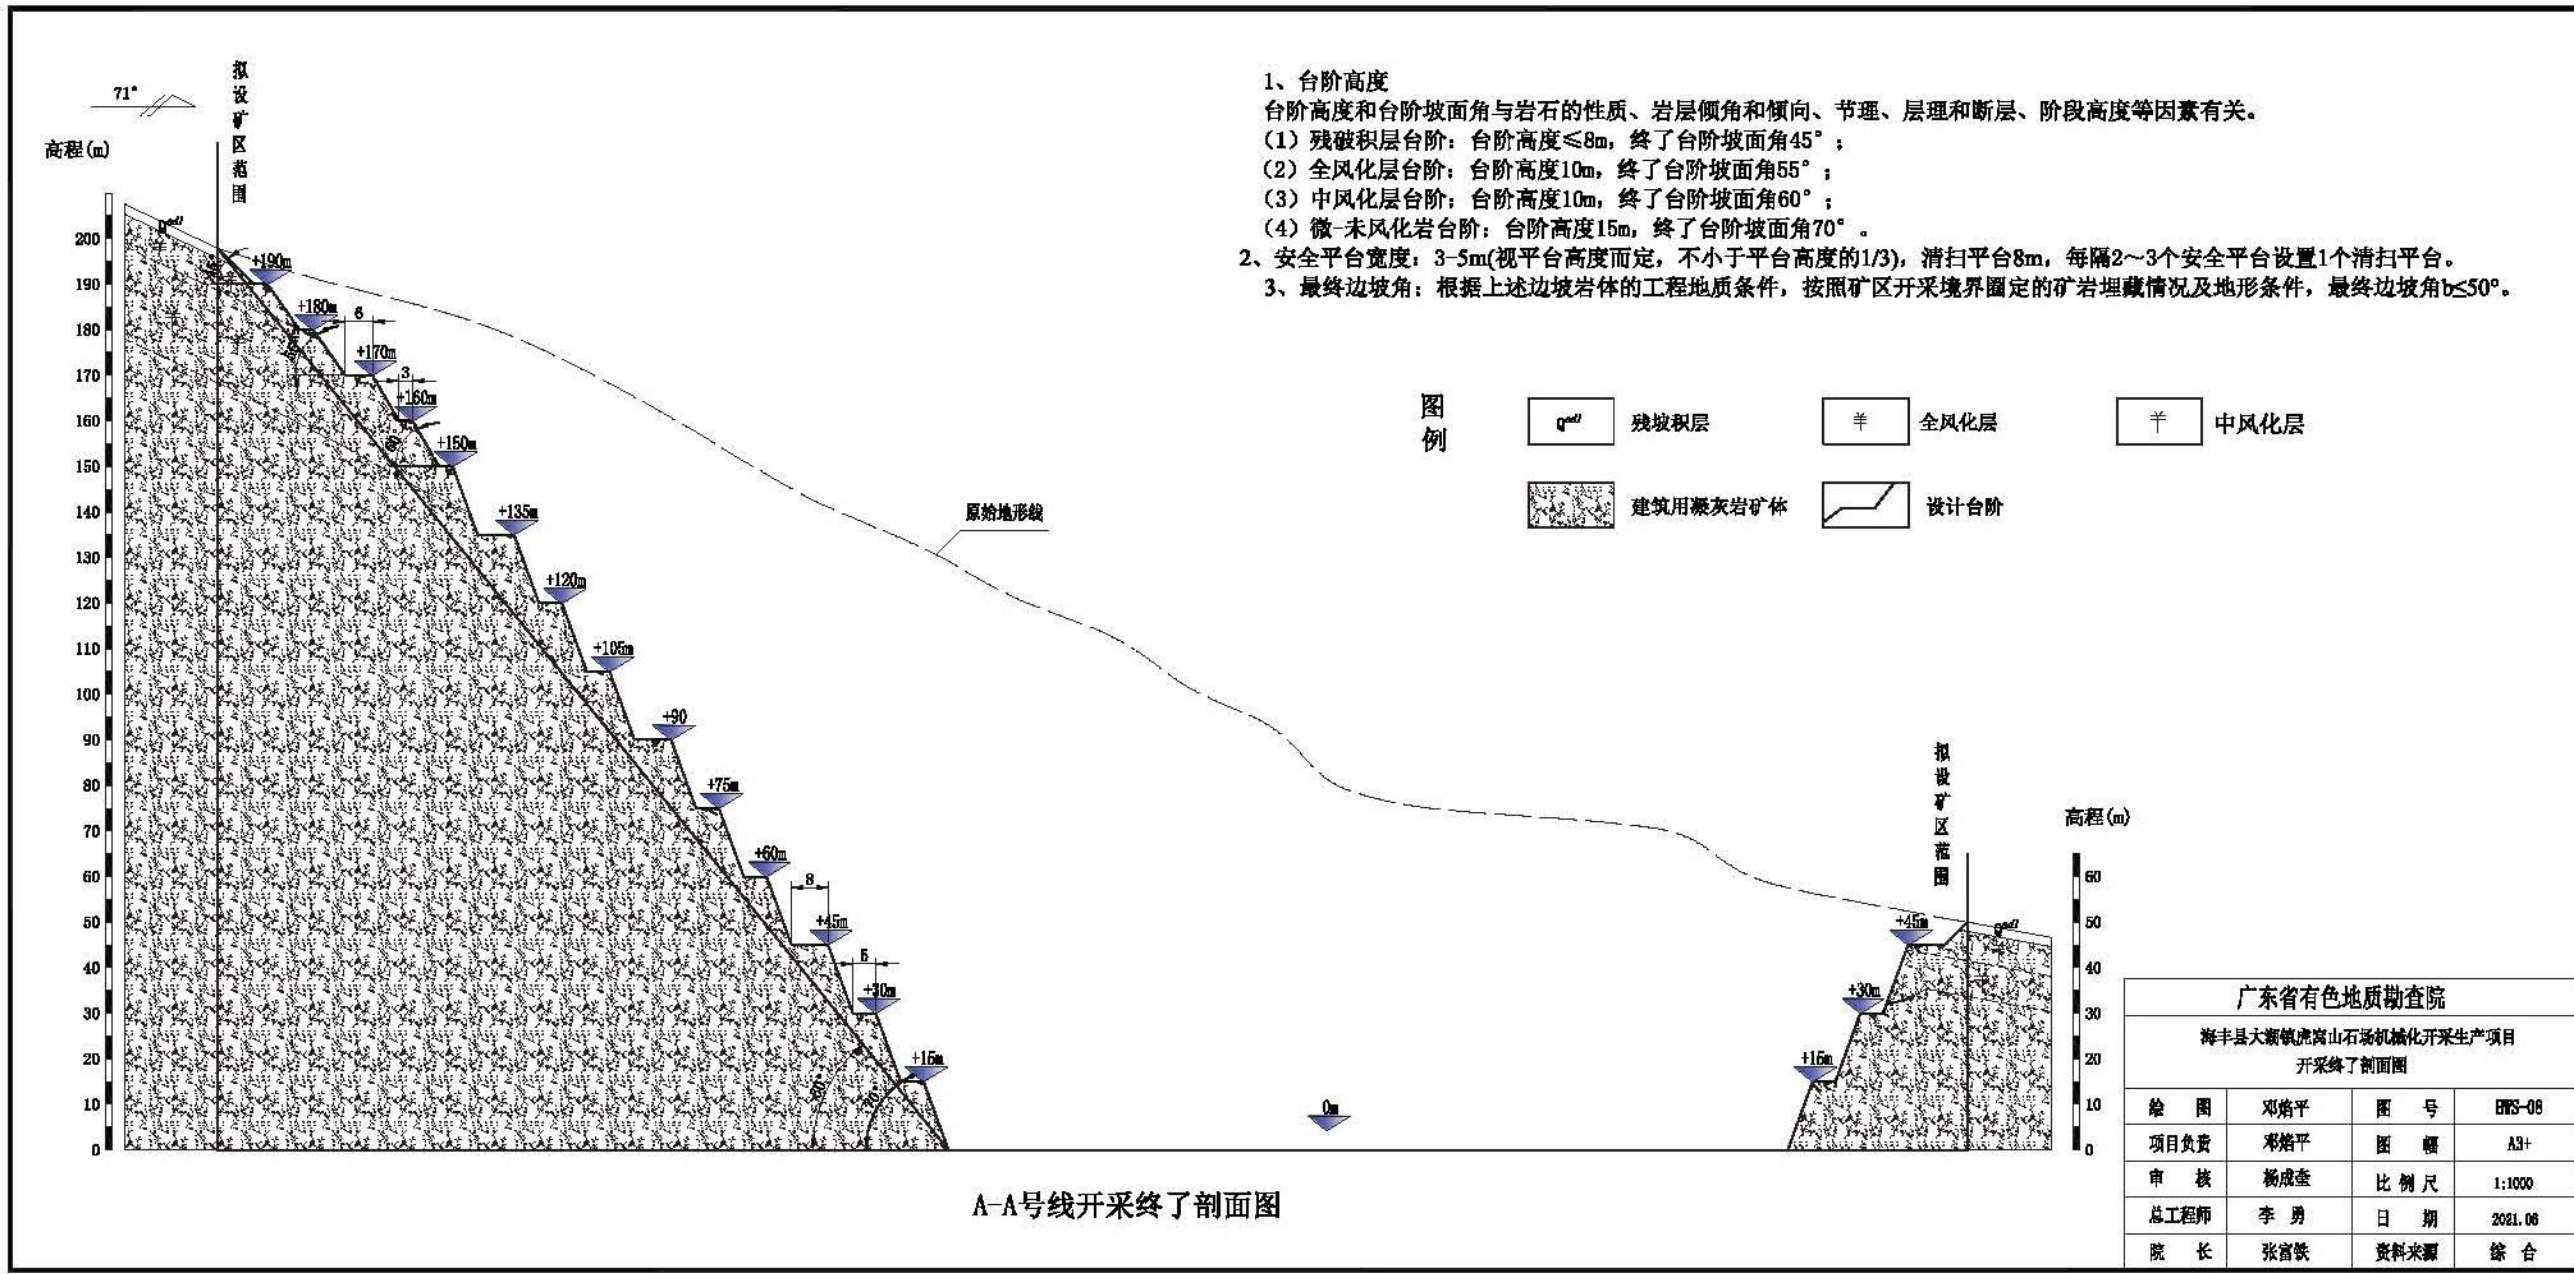 71°
拟设矿区范围
高程(m)
1、台阶高度
台阶高度和台阶坡面角与岩石的性质、岩层倾角和倾向、节理、层理和断层、阶段高度等因素有关。
（1）残破积层台阶：台阶高度≤8m，终了台阶坡面角45°；
（2）全风化层台阶：台阶高度10m，终了台阶坡面角55°；
（3）中风化层台阶：台阶高度10m，终了台阶坡面角60°；
（4）微-未风化岩台阶：台阶高度15m，终了台阶坡面角70°。
2、安全平台宽度：3-5m(视平台高度而定，不小于平台高度的1/3)，清扫平台8m，每隔2～3个安全平台设置1个清扫平台。
3、最终边坡角：根据上述边坡岩体的工程地质条件，按照矿区开采境界圈定的矿岩埋藏情况及地形条件，最终边坡角b≤50°。
图例
Qedl 残坡积层
全风化层
中风化层
建筑用凝灰岩矿体
设计台阶
Qedl
200
190
180
170
160
150
140
130
120
110
100
90
80
70
60
50
40
30
20
10
0
45°
+190m
+180m
6
+170m
3
+160m
60°
+150m
+135m
+120m
+105m
+90
+75m
+60m
8
+45m
5
+30m
+15m
70°
原始地形线
0m
拟设矿区范围
高程(m)
+45m
Qedl
+30m
+15m
60
50
40
30
20
10
0
A-A号线开采终了剖面图
广东省有色地质勘查院
海丰县大湖镇虎窝山石场机械化开采生产项目
开采终了剖面图
绘 图 邓焰平 图 号 HWS-08
项目负责 邓焰平 图 幅 A3+
审 核 杨成奎 比例尺 1:1000
总工程师 李 勇 日 期 2021.06
院 长 张富铁 资料来源 综 合